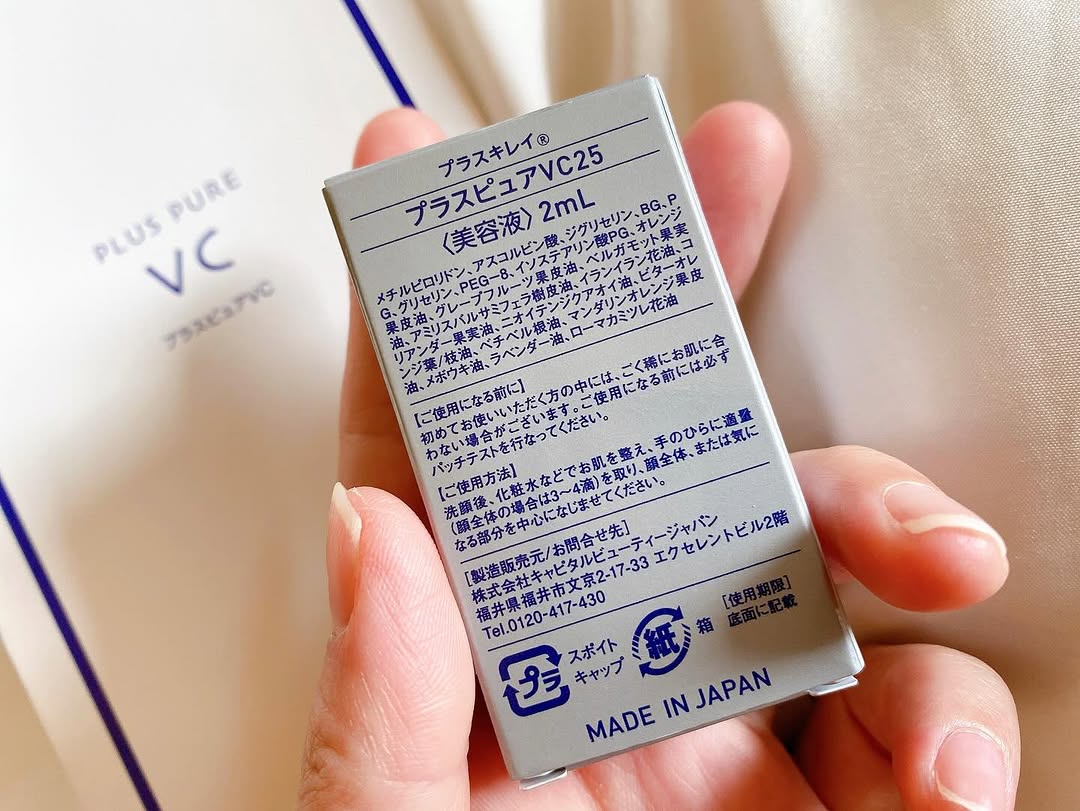 PLUS PURE
VC
プラスピュアVC
プラスキレイ®
プラスピュアVC25
〈美容液〉2mL
メチルピロリドン、アスコルビン酸、ジグリセリン、BG、P
G、グリセリン、PEG-8、イソステアリン酸PG、オレンジ
果皮油、グレープフルーツ果皮油、ベルガモット果実
油、アミリスバルサミフェラ樹皮油、イランイラン花油、コ
リアンダー果実油、ニオイテンジクアオイ油、ビターオレ
ンジ葉/枝油、ベチベル根油、マンダリンオレンジ果皮
油、メボウキ油、ラベンダー油、ローマカミツレ花油
【ご使用になる前に】
初めてお使いいただく方の中には、ごく稀にお肌に合
わない場合がございます。ご使用になる前には必ず
パッチテストを行なってください。
【ご使用方法】
洗顔後、化粧水などでお肌を整え、手のひらに適量
(顔全体の場合は3〜4滴)を取り、顔全体、または気に
なる部分を中心になじませてください。
[製造販売元/お問合せ先]
株式会社キャピタルビューティージャパン
福井県福井市文京2-17-33 エクセレントビル2階
Tel.0120-417-430
プラ
スポイト
キャップ
紙
箱
[使用期限]
底面に記載
MADE IN JAPAN